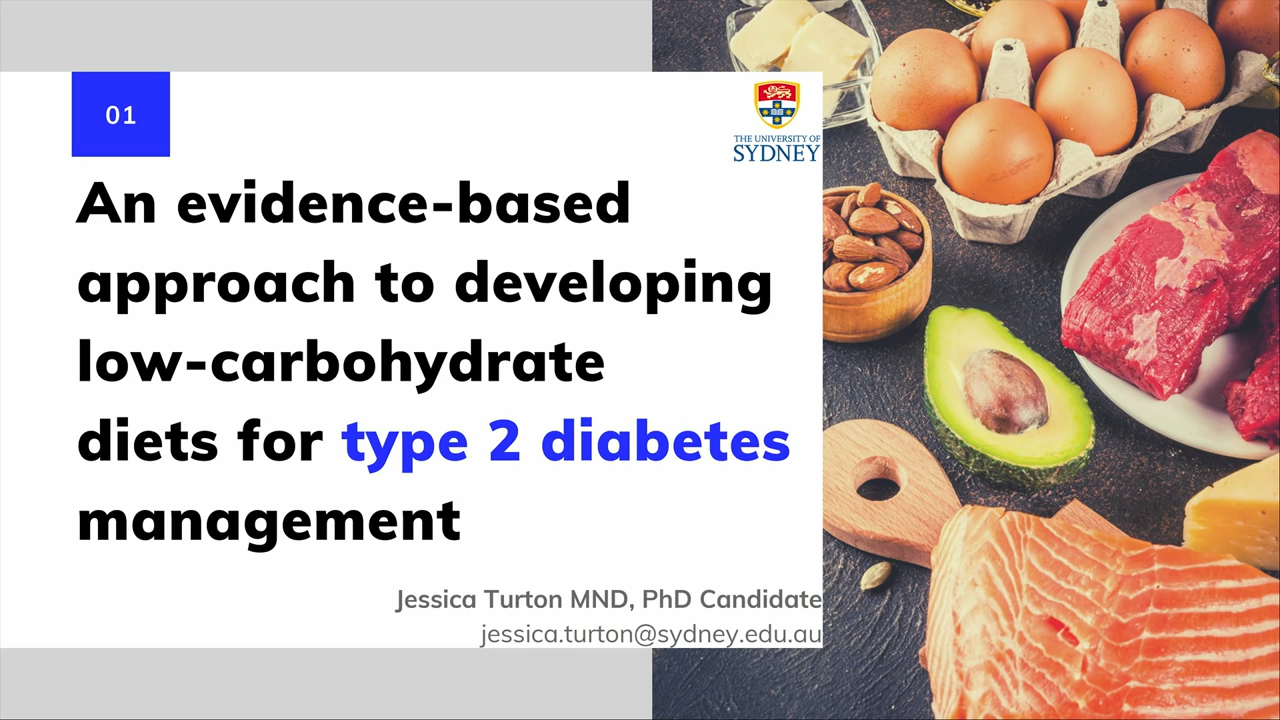 01
THE UNIVERSITY OF
SYDNEY
An evidence-based
approach to developing
low-carbohydrate
diets for type 2 diabetes
management
Jessica Turton MND, PhD Candidate
jessica.turton@sydney.edu.au